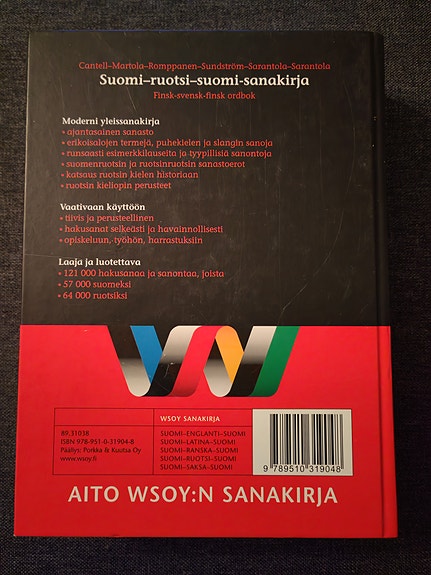 Cantell–Martola–Romppanen–Sundström–Sarantola–Sarantola
Suomi–ruotsi–suomi-sanakirja
Finsk-svensk-finsk ordbok
Moderni yleissanakirja
• ajantasainen sanasto
• erikoisalojen termejä, puhekielen ja slangin sanoja
• runsaasti esimerkkilauseita ja tyypillisiä sanontoja
• suomenruotsin ja ruotsinruotsin sanastoerot
• katsaus ruotsin kielen historiaan
• ruotsin kieliopin perusteet
Vaativaan käyttöön
• tiivis ja perusteellinen
• hakusanat selkeästi ja havainnollisesti
• opiskeluun, työhön, harrastuksiin
Laaja ja luotettava
• 121 000 hakusanaa ja sanontaa, joista
• 57 000 suomeksi
• 64 000 ruotsiksi
WSOY SANAKIRJA
89.31038
ISBN 978-951-0-31904-8
Päällys: Porkka & Kuutsa Oy
www.wsoy.fi
SUOMI–ENGLANTI–SUOMI
SUOMI–LATINA–SUOMI
SUOMI–RANSKA–SUOMI
SUOMI–RUOTSI–SUOMI
SUOMI–SAKSA–SUOMI
9 789510 319048
AITO WSOY:N SANAKIRJA